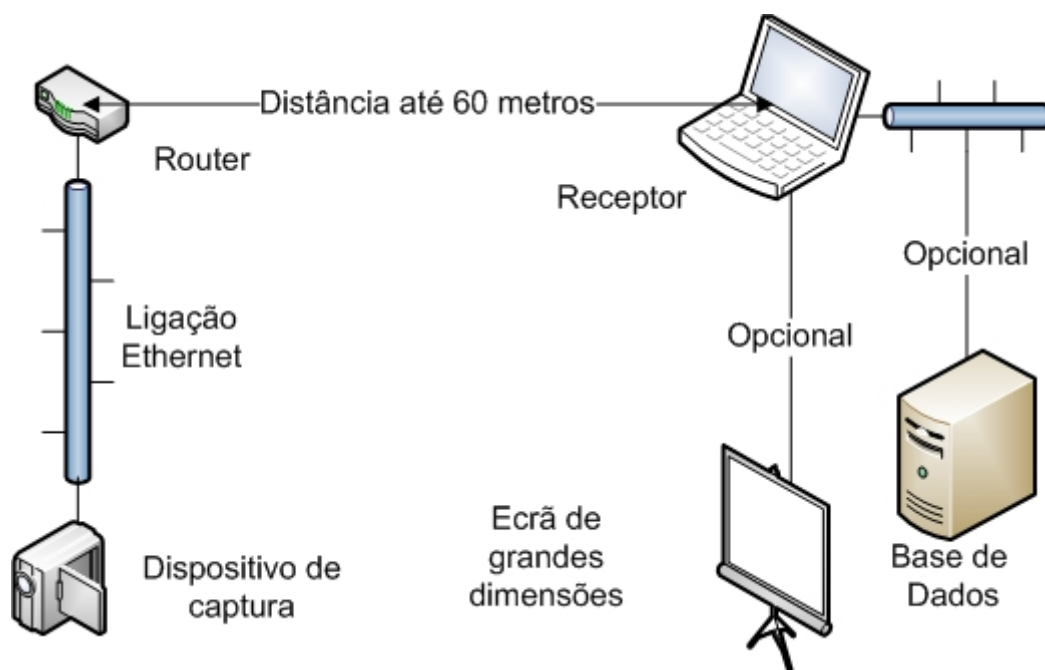 Distância até 60 metros
Router
Receptor
Opcional
Ligação
Ethernet
Opcional
Ecrã de
grandes
dimensões
Dispositivo de
captura
Base de
Dados